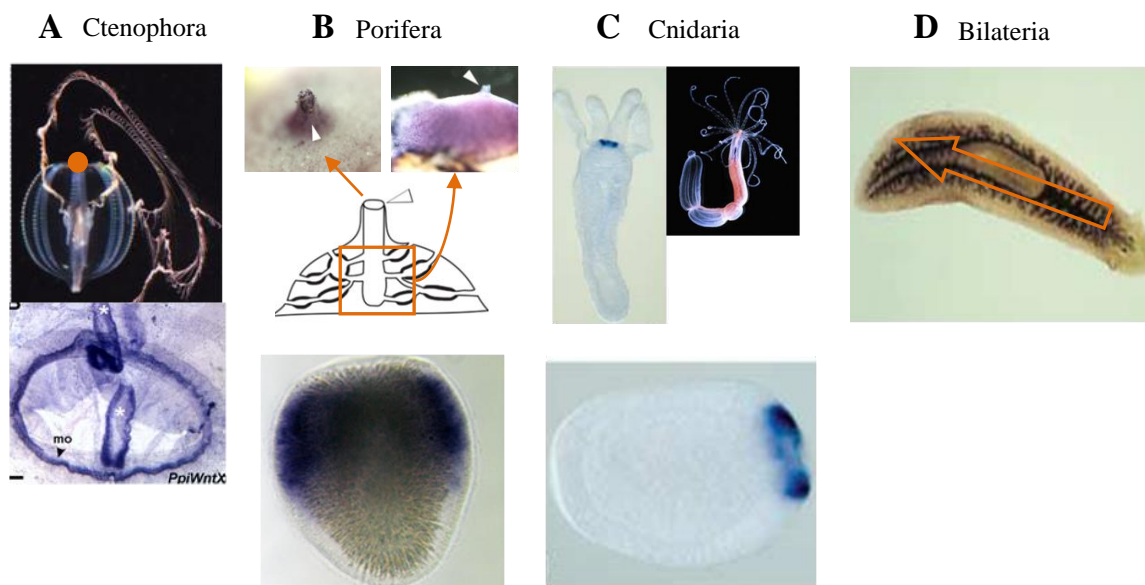 A Ctenophora
B Porifera
C Cnidaria
D Bilateria
*
*
mo
PpiWntX